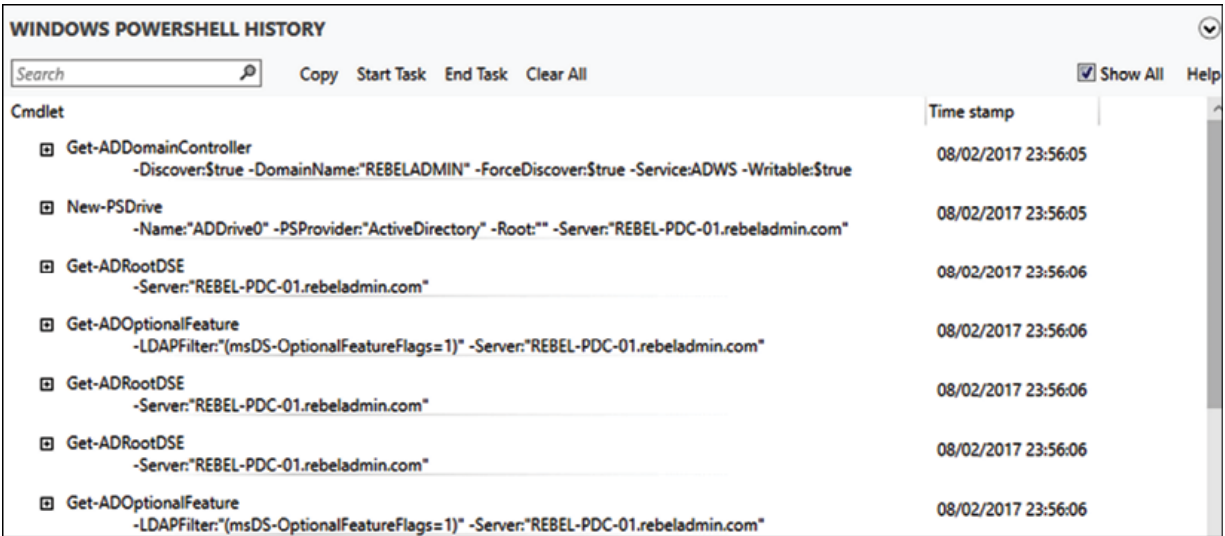 WINDOWS POWERSHELL HISTORY
Search Copy Start Task End Task Clear All Show All Help
Cmdlet Time stamp
Get-ADDomainController 08/02/2017 23:56:05
-Discover:$true -DomainName:"REBELADMIN" -ForceDiscover:$true -Service:ADWS -Writable:$true
New-PSDrive 08/02/2017 23:56:05
-Name:"ADDrive0" -PSProvider:"ActiveDirectory" -Root:"" -Server:"REBEL-PDC-01.rebeladmin.com"
Get-ADRootDSE 08/02/2017 23:56:06
-Server:"REBEL-PDC-01.rebeladmin.com"
Get-ADOptionalFeature 08/02/2017 23:56:06
-LDAPFilter:"(msDS-OptionalFeatureFlags=1)" -Server:"REBEL-PDC-01.rebeladmin.com"
Get-ADRootDSE 08/02/2017 23:56:06
-Server:"REBEL-PDC-01.rebeladmin.com"
Get-ADRootDSE 08/02/2017 23:56:06
-Server:"REBEL-PDC-01.rebeladmin.com"
Get-ADOptionalFeature 08/02/2017 23:56:06
-LDAPFilter:"(msDS-OptionalFeatureFlags=1)" -Server:"REBEL-PDC-01.rebeladmin.com"